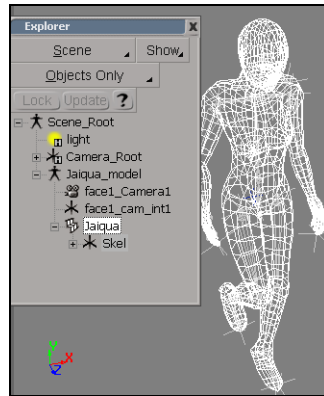 Explorer x
Scene Show
Objects Only
Lock Update ?
Scene_Root
light
Camera_Root
Jaiqua_model
face1_Camera1
face1_cam_int1
Jaiqua
Skel
Y
X
Z